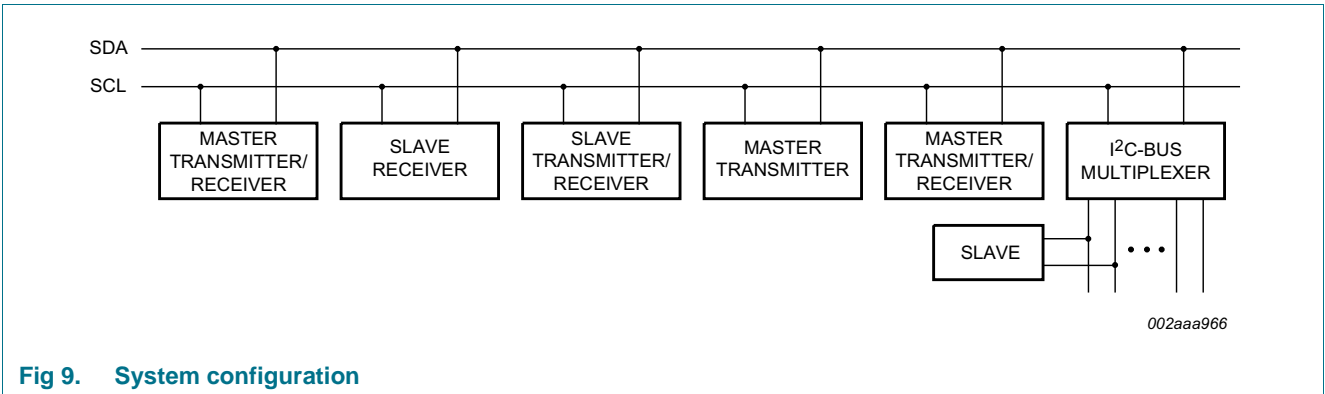 SDA
SCL
MASTER
TRANSMITTER/
RECEIVER
SLAVE
RECEIVER
SLAVE
TRANSMITTER/
RECEIVER
MASTER
TRANSMITTER
MASTER
TRANSMITTER/
RECEIVER
I²C-BUS
MULTIPLEXER
SLAVE
002aaa966
Fig 9. System configuration